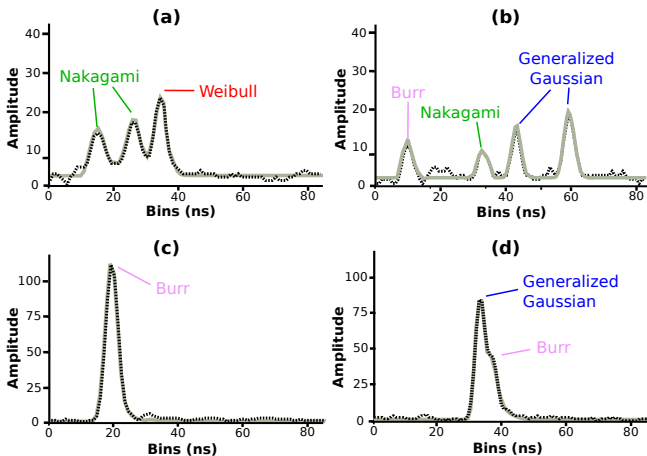 (a)
Amplitude
40
30
20
10
0
Nakagami
Weibull
0 20 40 60 80
Bins (ns)
(b)
Amplitude
40
30
20
10
0
Burr
Nakagami
Generalized
Gaussian
0 20 40 60 80
Bins (ns)
(c)
Amplitude
100
75
50
25
0
Burr
0 20 40 60 80
Bins (ns)
(d)
Amplitude
100
75
50
25
0
Generalized
Gaussian
Burr
0 20 40 60 80
Bins (ns)